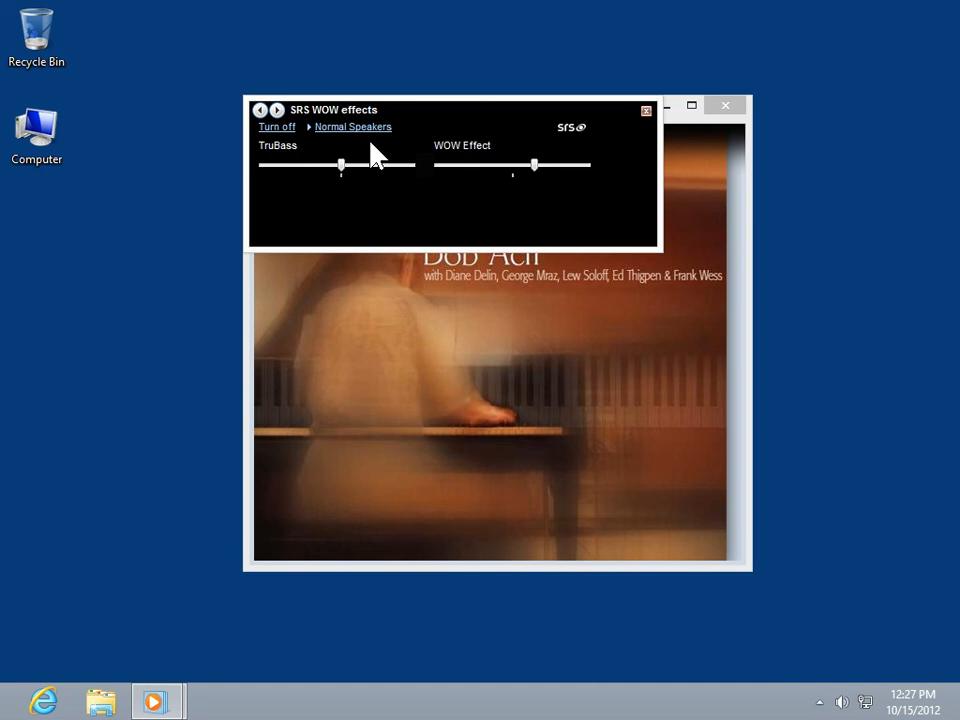 Recycle Bin
Computer
SRS WOW effects
Turn off
Normal Speakers
srs
TruBass
WOW Effect
with Diane Delin, George Mraz, Lew Soloff, Ed Thigpen & Frank Wess
12:27 PM
10/15/2012